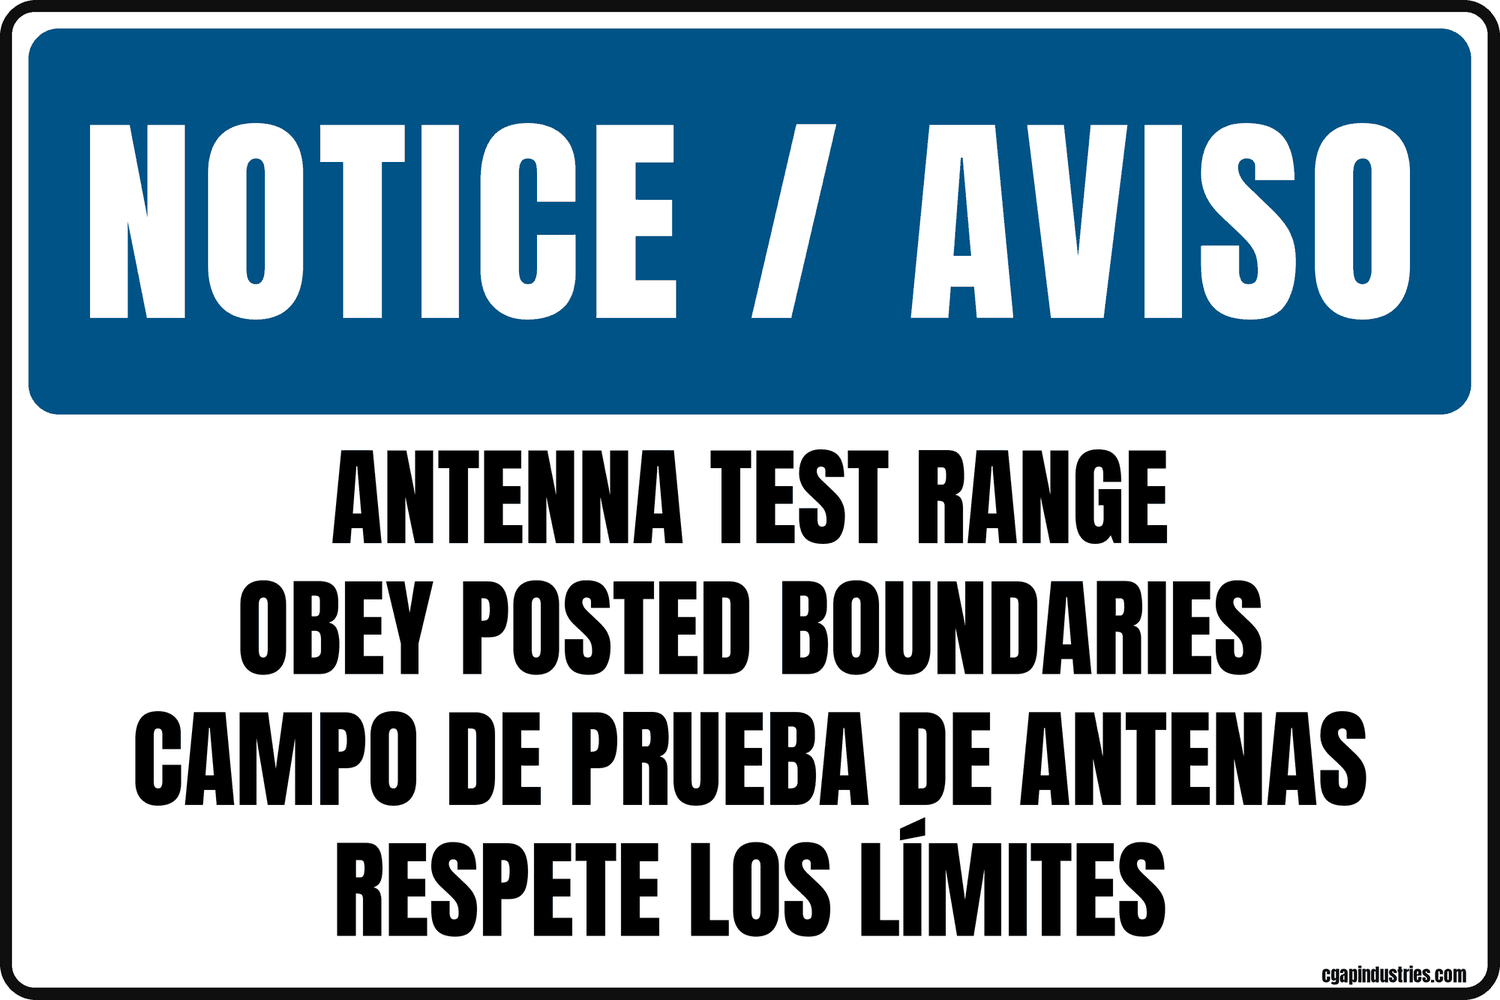 NOTICE / AVISO
ANTENNA TEST RANGE
OBEY POSTED BOUNDARIES
CAMPO DE PRUEBA DE ANTENAS
RESPETE LOS LÍMITES
cgapindustries.com